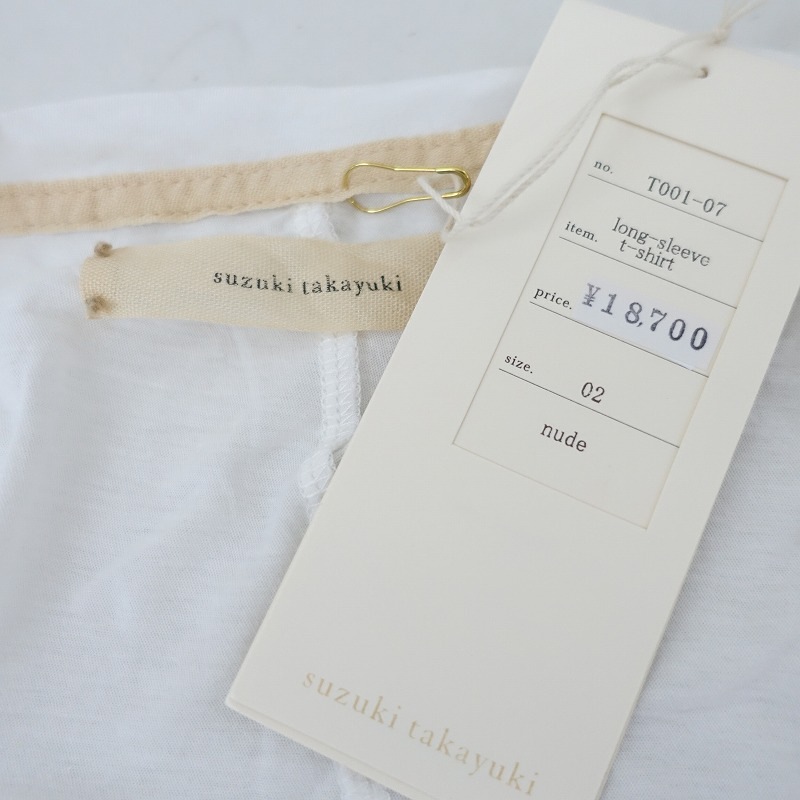 suzuki takayuki
no. T001-07
item. long-sleeve
t-shirt
price. ¥18,700
size. 02
nude
suzuki takayuki